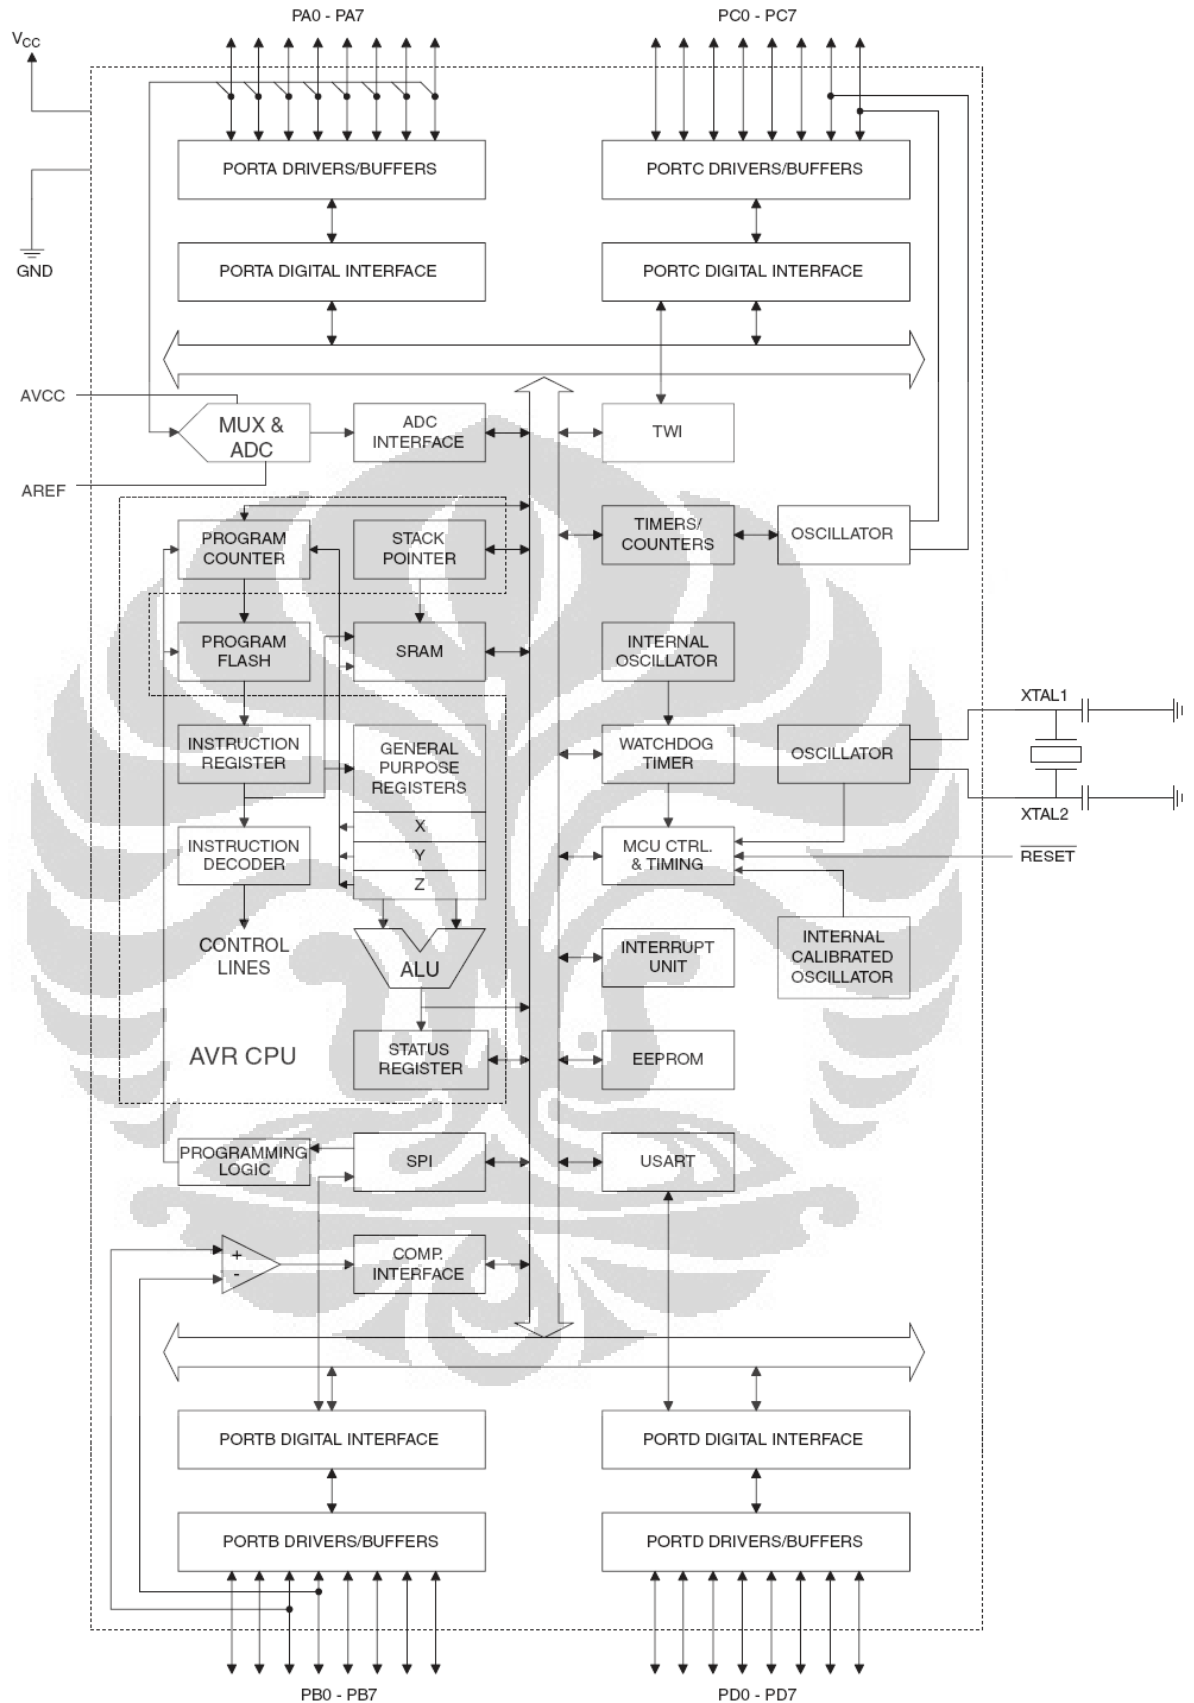 PA0 - PA7
PC0 - PC7
VCC
PORTA DRIVERS/BUFFERS
PORTC DRIVERS/BUFFERS
GND
PORTA DIGITAL INTERFACE
PORTC DIGITAL INTERFACE
AVCC
MUX &
ADC
ADC
INTERFACE
TWI
AREF
PROGRAM
COUNTER
STACK
POINTER
TIMERS/
COUNTERS
OSCILLATOR
PROGRAM
FLASH
SRAM
INTERNAL
OSCILLATOR
XTAL1
INSTRUCTION
REGISTER
GENERAL
PURPOSE
REGISTERS
WATCHDOG
TIMER
OSCILLATOR
XTAL2
X
Y
Z
INSTRUCTION
DECODER
MCU CTRL.
& TIMING
RESET
CONTROL
LINES
ALU
INTERRUPT
UNIT
INTERNAL
CALIBRATED
OSCILLATOR
AVR CPU
STATUS
REGISTER
EEPROM
PROGRAMMING
LOGIC
SPI
USART
+
-
COMP.
INTERFACE
PORTB DIGITAL INTERFACE
PORTD DIGITAL INTERFACE
PORTB DRIVERS/BUFFERS
PORTD DRIVERS/BUFFERS
PB0 - PB7
PD0 - PD7